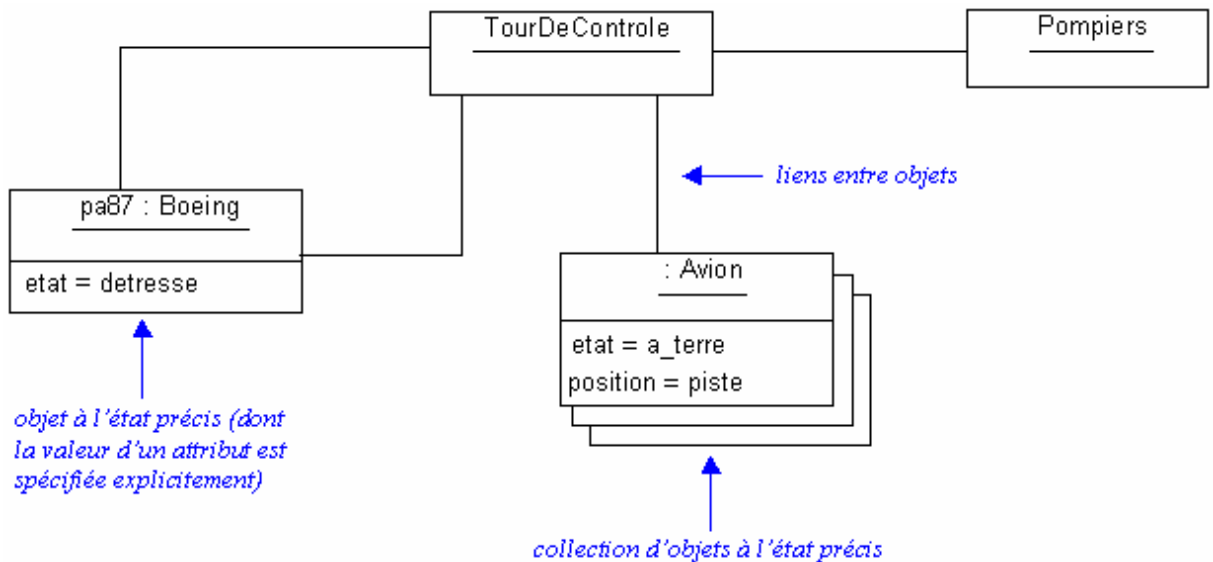 TourDeControle
Pompiers
liens entre objets
pa87 : Boeing
etat = detresse
: Avion
etat = a_terre
position = piste
objet à l'état précis (dont
la valeur d'un attribut est
spécifiée explicitement)
collection d'objets à l'état précis